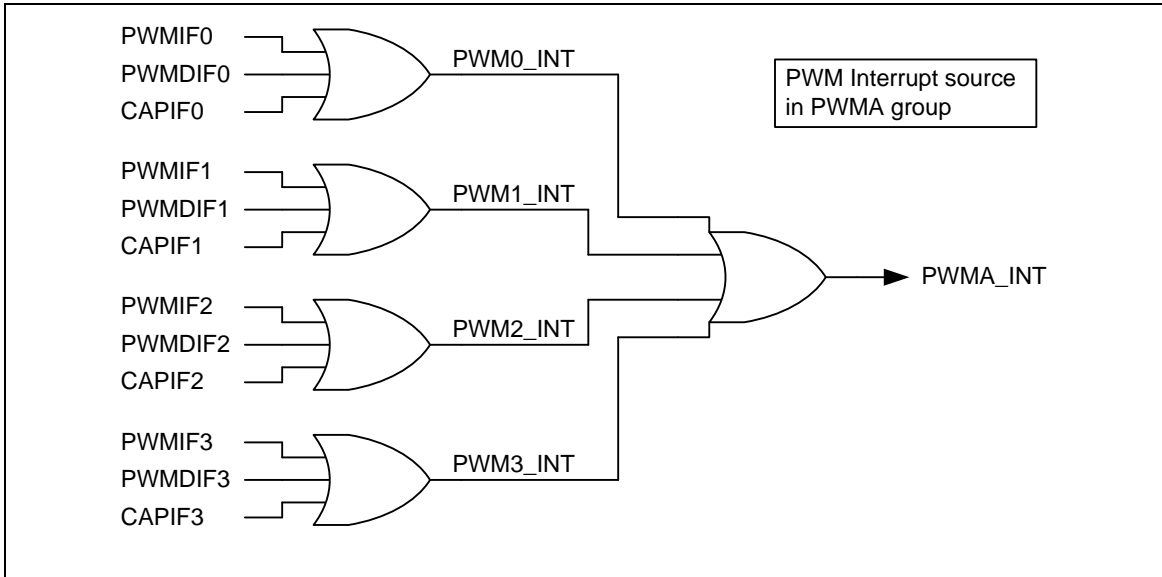 PWMIF0
PWMDIF0
CAPIF0
PWM0_INT
PWM Interrupt source
in PWMA group
PWMIF1
PWMDIF1
CAPIF1
PWM1_INT
PWMA_INT
PWMIF2
PWMDIF2
CAPIF2
PWM2_INT
PWMIF3
PWMDIF3
CAPIF3
PWM3_INT